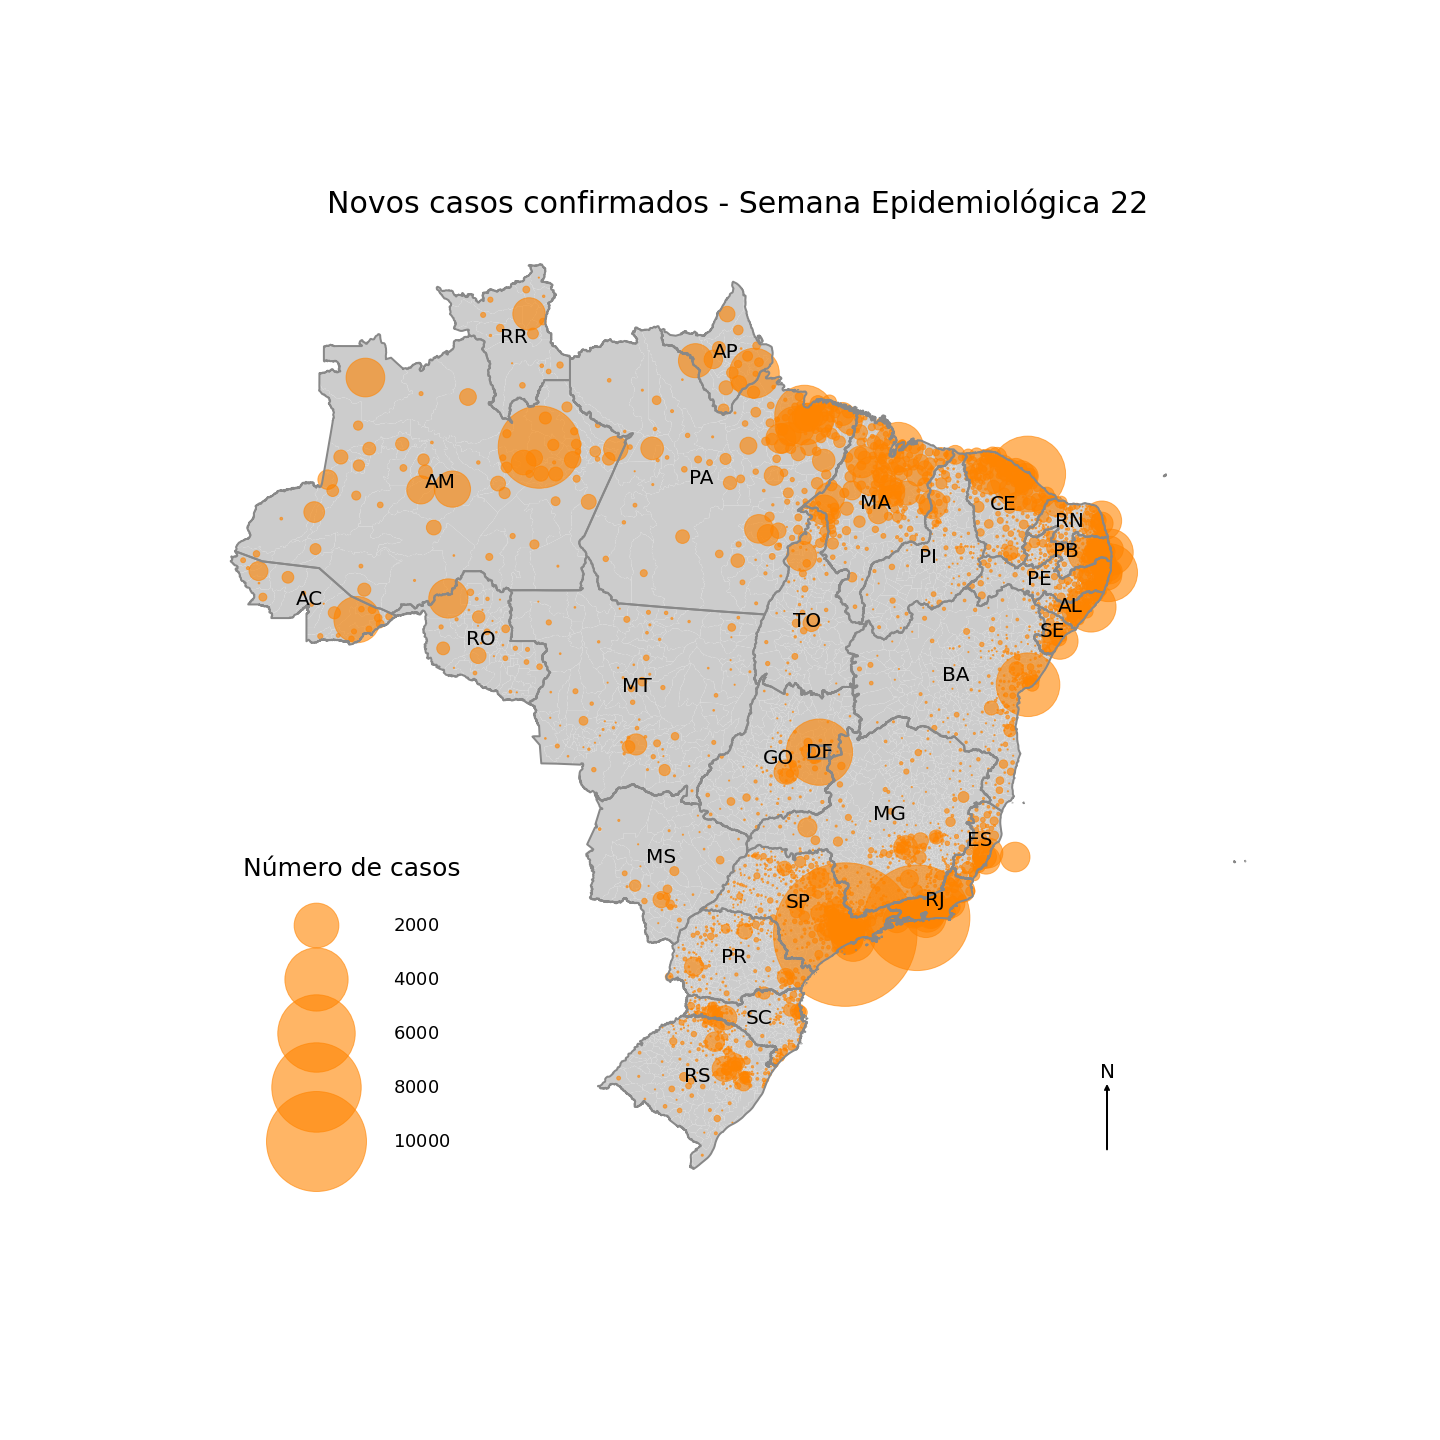 Novos casos confirmados - Semana Epidemiológica 22
RR
AP
AM
PA
MA
CE
RN
PI
PB
PE
AC
AL
TO
SE
RO
BA
MT
GO
DF
MG
ES
MS
SP
RJ
PR
SC
RS
Número de casos
2000
4000
6000
8000
10000
N